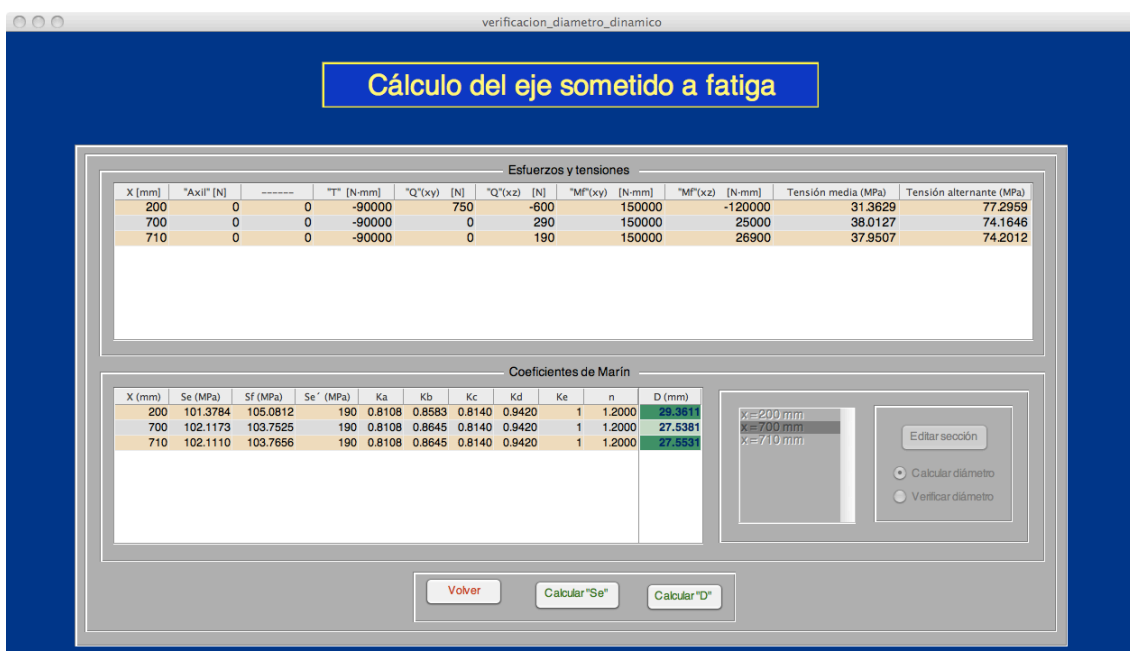 verificacion_diametro_dinamico
Cálculo del eje sometido a fatiga
Esfuerzos y tensiones
X [mm] "Axil" [N] ------ "T" [N·mm] "Q"(xy) [N] "Q"(xz) [N] "Mf"(xy) [N·mm] "Mf"(xz) [N·mm] Tensión media (MPa) Tensión alternante (MPa)
200 0 0 -90000 750 -600 150000 -120000 31.3629 77.2959
700 0 0 -90000 0 290 150000 25000 38.0127 74.1646
710 0 0 -90000 0 190 150000 26900 37.9507 74.2012
Coeficientes de Marín
X (mm) Se (MPa) Sf (MPa) Se´ (MPa) Ka Kb Kc Kd Ke n D (mm)
200 101.3784 105.0812 190 0.8108 0.8583 0.8140 0.9420 1 1.2000 29.3611
700 102.1173 103.7525 190 0.8108 0.8645 0.8140 0.9420 1 1.2000 27.5381
710 102.1110 103.7656 190 0.8108 0.8645 0.8140 0.9420 1 1.2000 27.5531
x=200 mm
x=700 mm
x=710 mm
Editar sección
Calcular diámetro
Verificar diámetro
Volver
Calcular "Se"
Calcular "D"